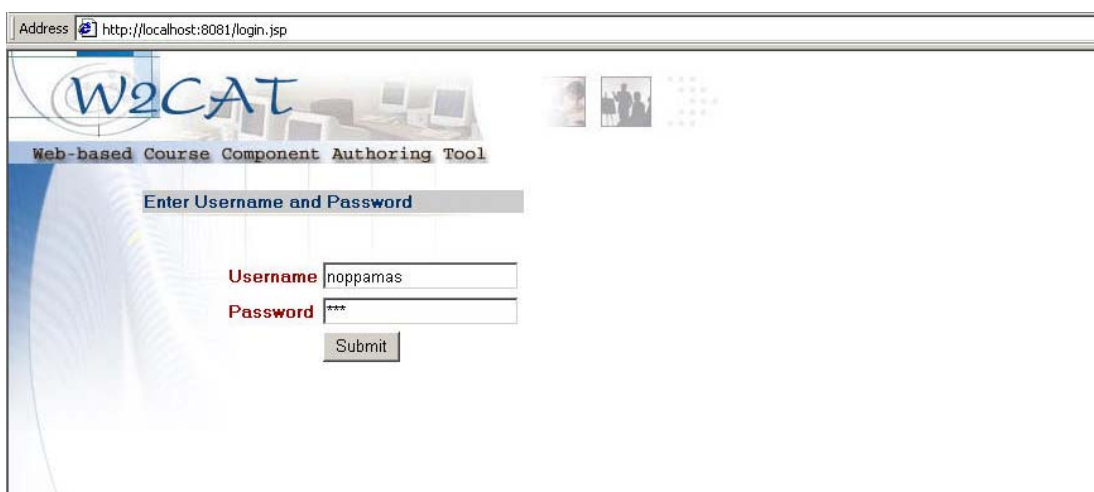 Address http://localhost:8081/login.jsp
W2CAT
Web-based Course Component Authoring Tool
Enter Username and Password
Username noppamas
Password ***
Submit